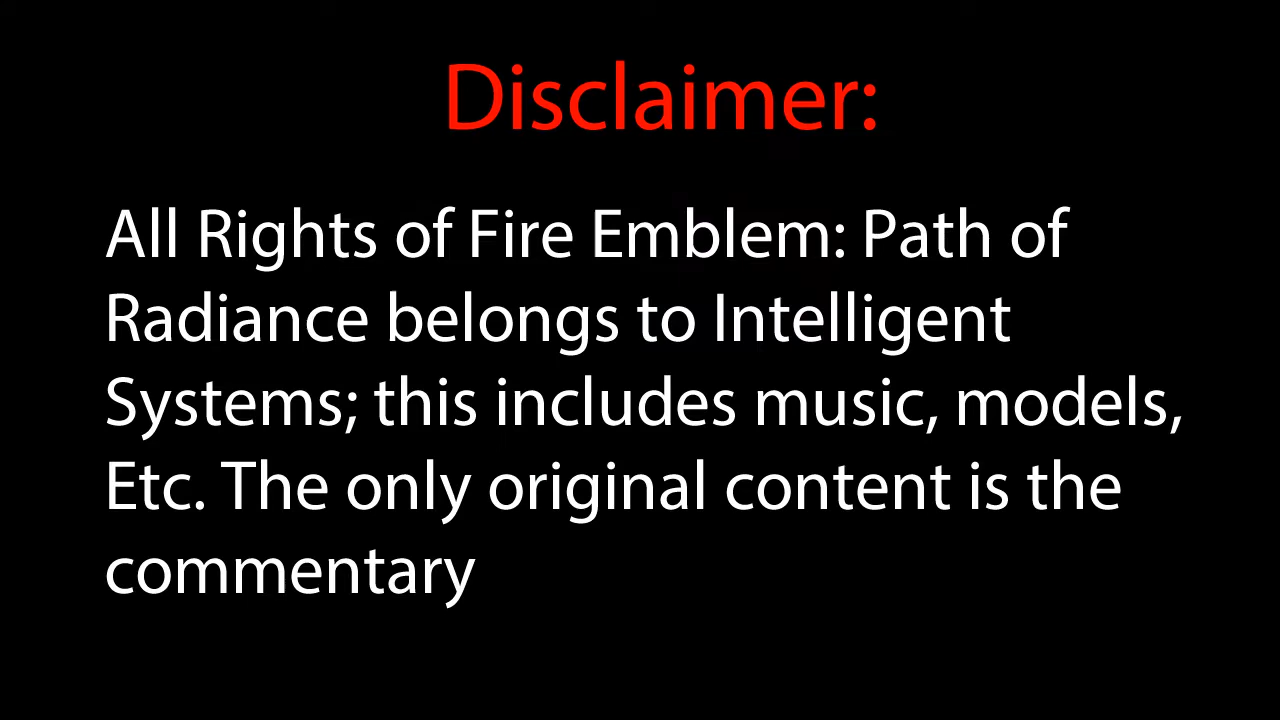 Disclaimer:
All Rights of Fire Emblem: Path of
Radiance belongs to Intelligent
Systems; this includes music, models,
Etc. The only original content is the
commentary